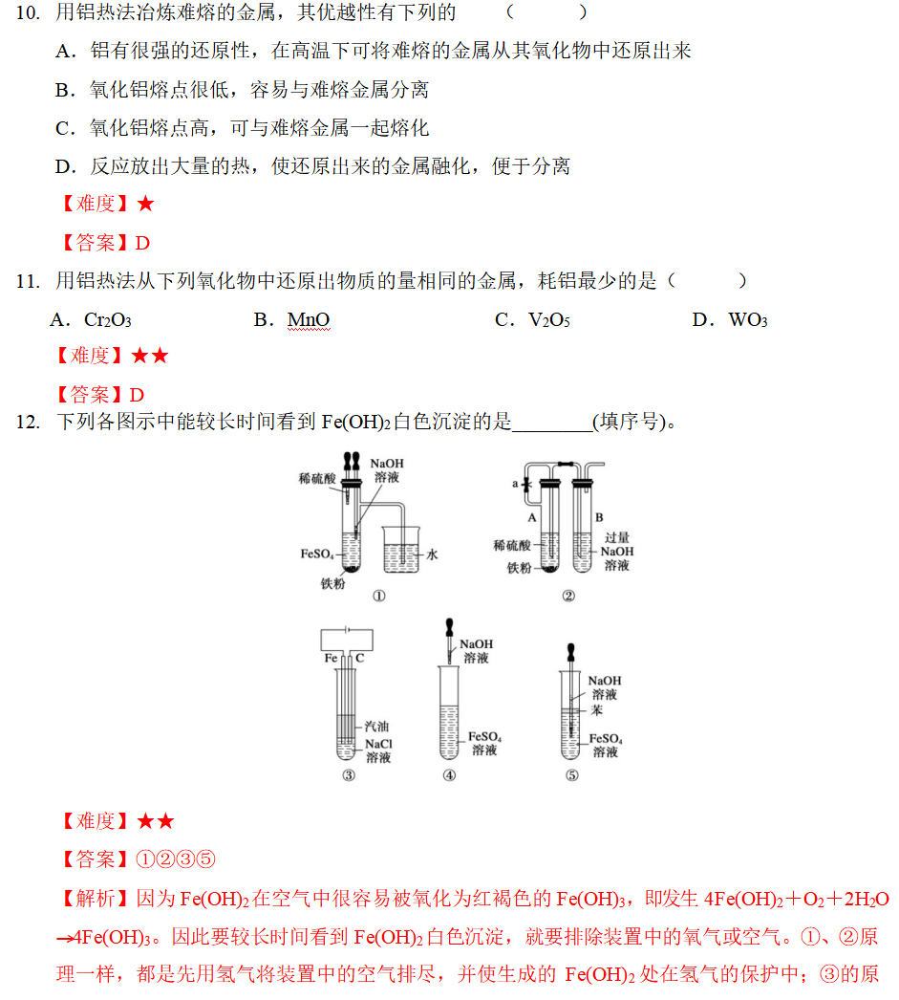 10. 用铝热法冶炼难熔的金属，其优越性有下列的 （ ）
A．铝有很强的还原性，在高温下可将难熔的金属从其氧化物中还原出来
B．氧化铝熔点很低，容易与难熔金属分离
C．氧化铝熔点高，可与难熔金属一起熔化
D．反应放出大量的热，使还原出来的金属融化，便于分离
【难度】★
【答案】D
11. 用铝热法从下列氧化物中还原出物质的量相同的金属，耗铝最少的是（ ）
A．Cr₂O₃ B．MnO C．V₂O₅ D．WO₃
【难度】★★
【答案】D
12. 下列各图示中能较长时间看到 Fe(OH)₂白色沉淀的是________(填序号)。
稀硫酸
NaOH
溶液
FeSO₄
水
铁粉
①
a
A
B
稀硫酸
铁粉
过量
NaOH
溶液
②
Fe C
汽油
NaCl
溶液
③
NaOH
溶液
FeSO₄
溶液
④
NaOH
溶液
苯
FeSO₄
溶液
⑤
【难度】★★
【答案】①②③⑤
【解析】因为 Fe(OH)₂在空气中很容易被氧化为红褐色的 Fe(OH)₃，即发生 4Fe(OH)₂＋O₂＋2H₂O
→4Fe(OH)₃。因此要较长时间看到 Fe(OH)₂白色沉淀，就要排除装置中的氧气或空气。①、②原
理一样，都是先用氢气将装置中的空气排尽，并使生成的 Fe(OH)₂处在氢气的保护中；③的原